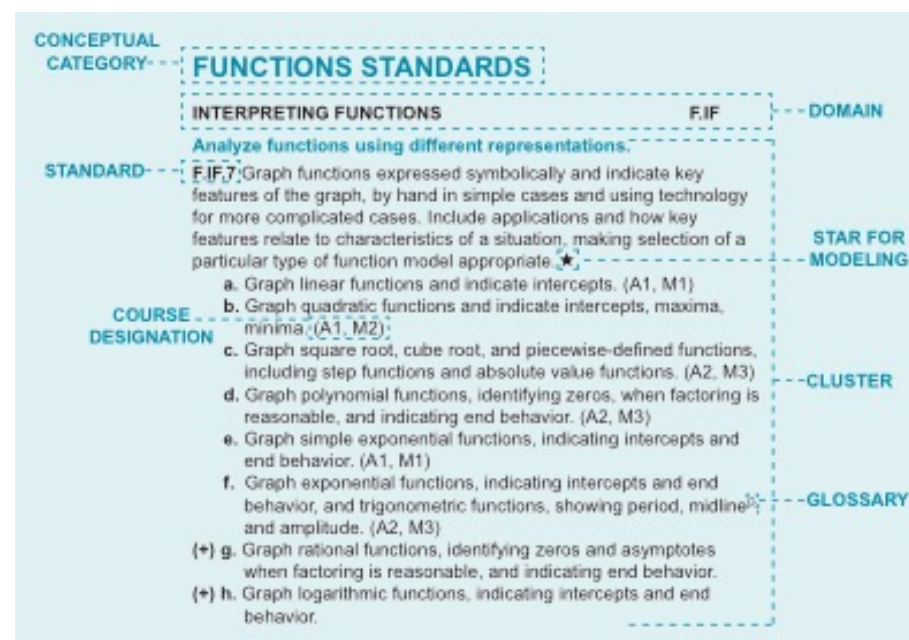 CONCEPTUAL
CATEGORY
FUNCTIONS STANDARDS
INTERPRETING FUNCTIONS F.IF
DOMAIN
Analyze functions using different representations.
STANDARD
F.IF.7 Graph functions expressed symbolically and indicate key
features of the graph, by hand in simple cases and using technology
for more complicated cases. Include applications and how key
features relate to characteristics of a situation, making selection of a
particular type of function model appropriate. ★
STAR FOR
MODELING
a. Graph linear functions and indicate intercepts. (A1, M1)
b. Graph quadratic functions and indicate intercepts, maxima,
minima. (A1, M2)
COURSE
DESIGNATION
c. Graph square root, cube root, and piecewise-defined functions,
including step functions and absolute value functions. (A2, M3)
CLUSTER
d. Graph polynomial functions, identifying zeros, when factoring is
reasonable, and indicating end behavior. (A2, M3)
e. Graph simple exponential functions, indicating intercepts and
end behavior. (A1, M1)
f. Graph exponential functions, indicating intercepts and end
behavior, and trigonometric functions, showing period, midline
and amplitude. (A2, M3)
GLOSSARY
(+) g. Graph rational functions, identifying zeros and asymptotes
when factoring is reasonable, and indicating end behavior.
(+) h. Graph logarithmic functions, indicating intercepts and end
behavior.